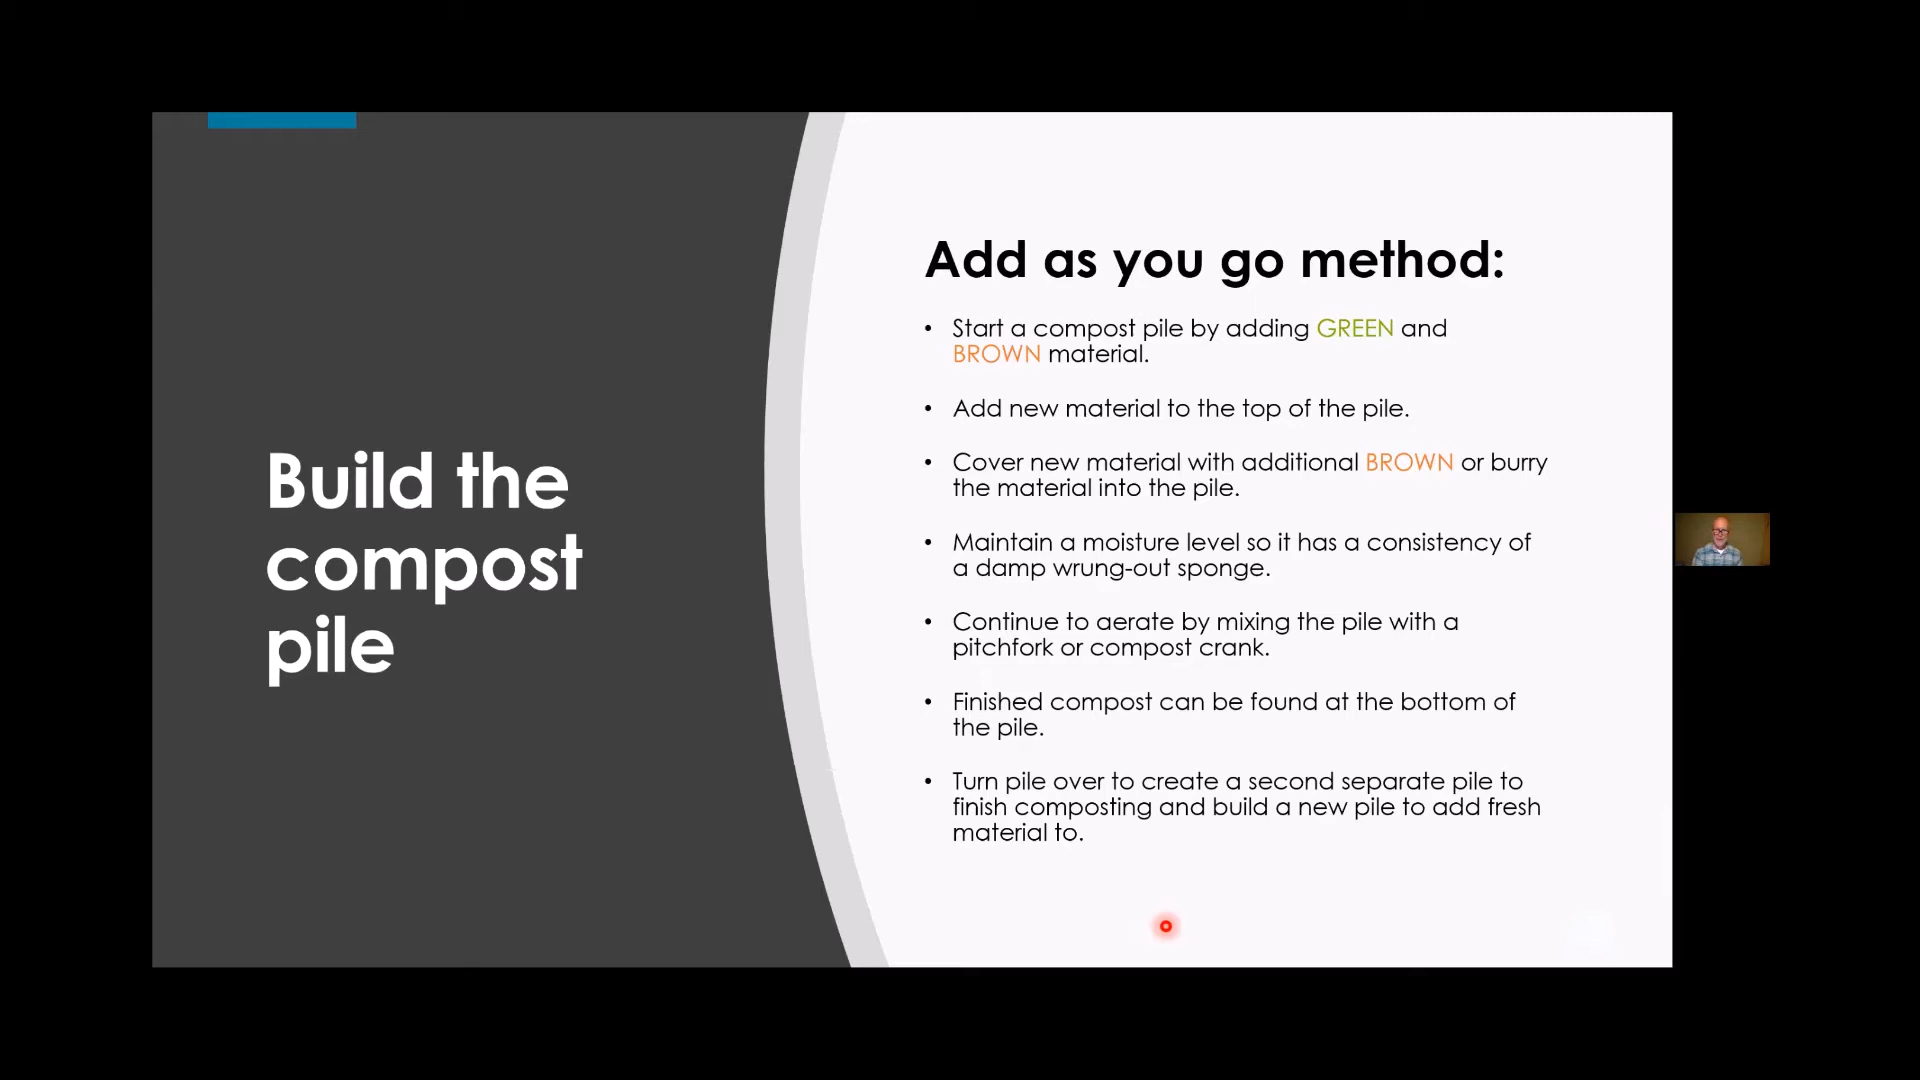 Build the
compost
pile
Add as you go method:
• Start a compost pile by adding GREEN and
BROWN material.
• Add new material to the top of the pile.
• Cover new material with additional BROWN or burry
the material into the pile.
• Maintain a moisture level so it has a consistency of
a damp wrung-out sponge.
• Continue to aerate by mixing the pile with a
pitchfork or compost crank.
• Finished compost can be found at the bottom of
the pile.
• Turn pile over to create a second separate pile to
finish composting and build a new pile to add fresh
material to.